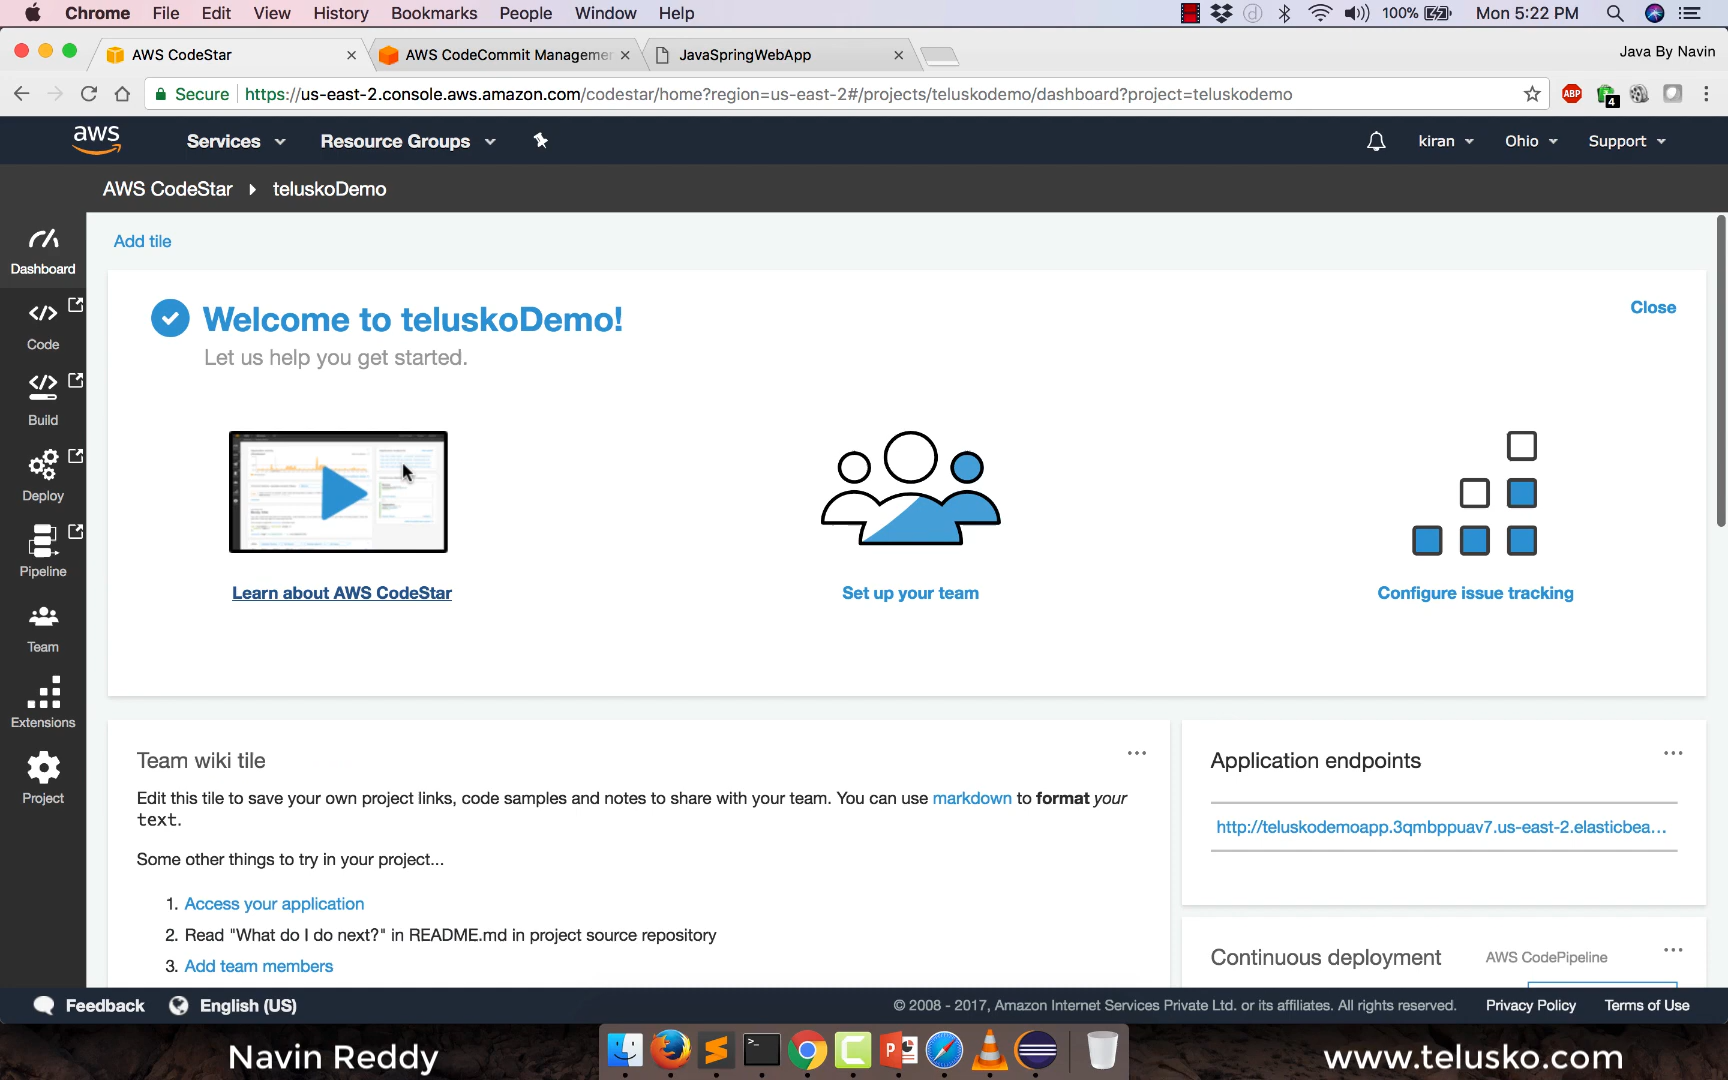 Chrome File Edit View History Bookmarks People Window Help 100% Mon 5:22 PM
AWS CodeStar AWS CodeCommit Managemen JavaSpringWebApp Java By Navin
Secure https://us-east-2.console.aws.amazon.com/codestar/home?region=us-east-2#/projects/teluskodemo/dashboard?project=teluskodemo ABP 4
aws Services Resource Groups kiran Ohio Support
AWS CodeStar teluskoDemo
Dashboard
Code
Build
Deploy
Pipeline
Team
Extensions
Project
Add tile
Welcome to teluskoDemo! Close
Let us help you get started.
Learn about AWS CodeStar Set up your team Configure issue tracking
Team wiki tile
Edit this tile to save your own project links, code samples and notes to share with your team. You can use markdown to format your
text.
Some other things to try in your project...
1. Access your application
2. Read "What do I do next?" in README.md in project source repository
3. Add team members
Application endpoints
http://teluskodemoapp.3qmbppuav7.us-east-2.elasticbea...
Continuous deployment AWS CodePipeline
Feedback English (US) © 2008 - 2017, Amazon Internet Services Private Ltd. or its affiliates. All rights reserved. Privacy Policy Terms of Use
Navin Reddy www.telusko.com